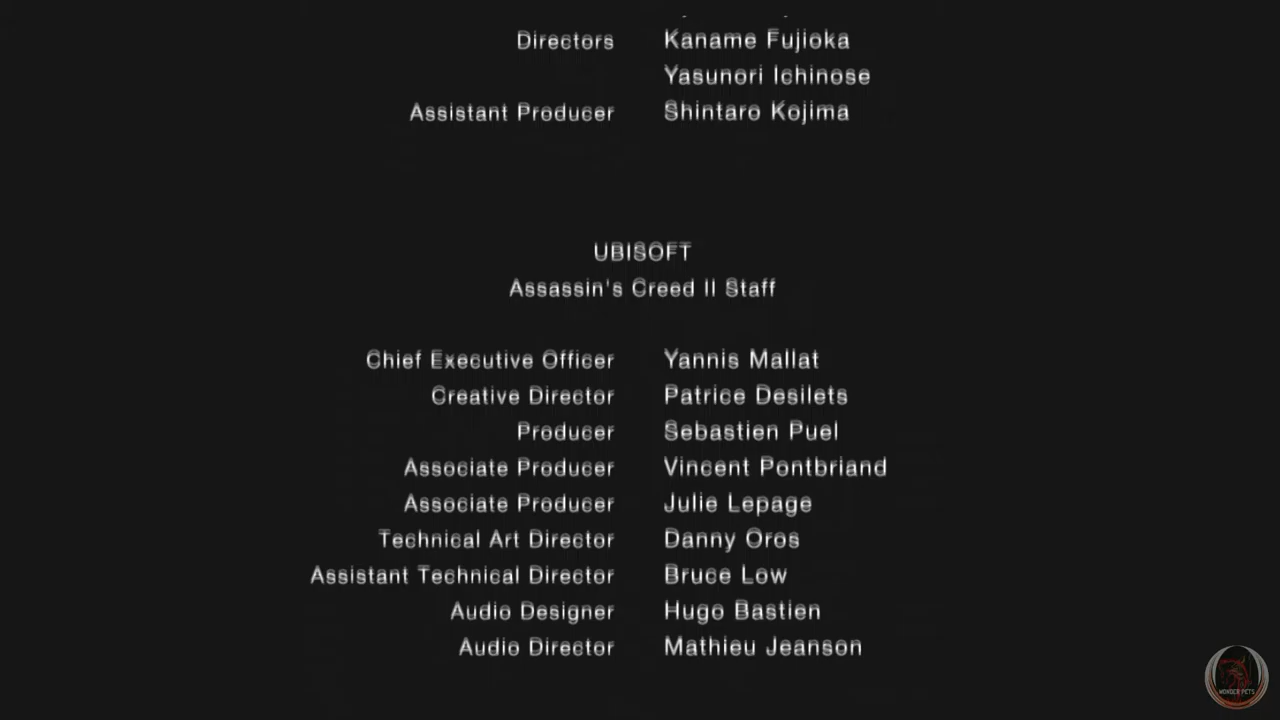 Directors Kaname Fujioka
Yasunori Ichinose
Assistant Producer Shintaro Kojima
UBISOFT
Assassin's Creed II Staff
Chief Executive Officer Yannis Mallat
Creative Director Patrice Desilets
Producer Sebastien Puel
Associate Producer Vincent Pontbriand
Associate Producer Julie Lepage
Technical Art Director Danny Oros
Assistant Technical Director Bruce Low
Audio Designer Hugo Bastien
Audio Director Mathieu Jeanson
WONDER PETS